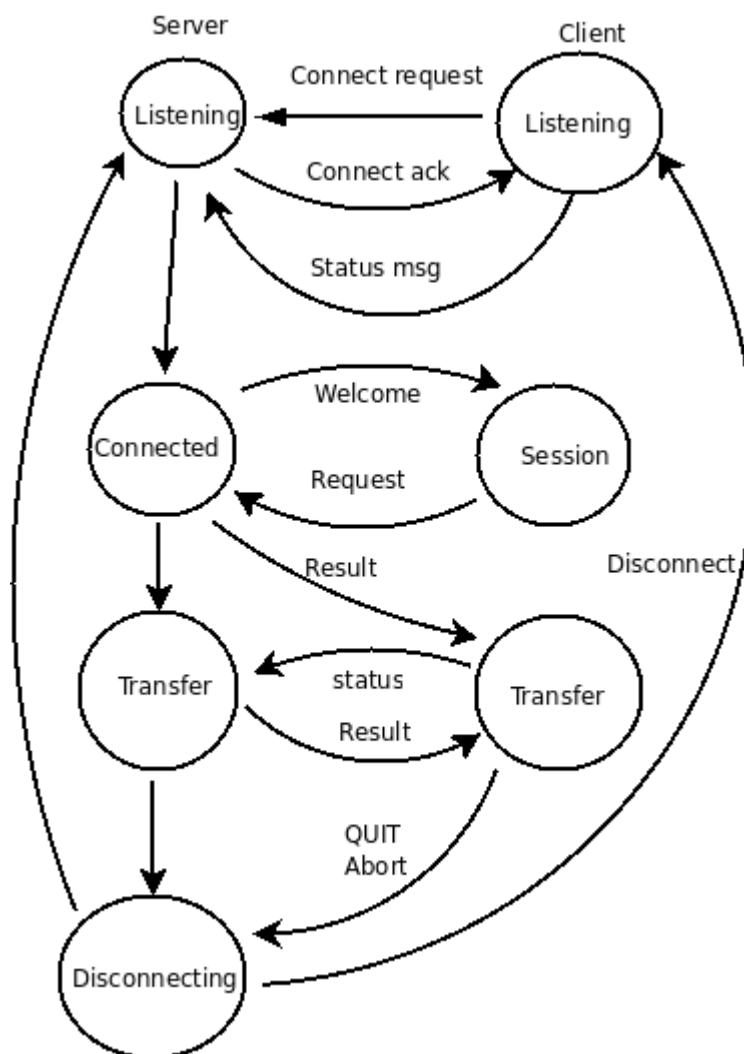 Server
Client
Connect request
Listening
Listening
Connect ack
Status msg
Welcome
Connected
Session
Request
Result
Disconnect
Transfer
status
Transfer
Result
QUIT
Abort
Disconnecting